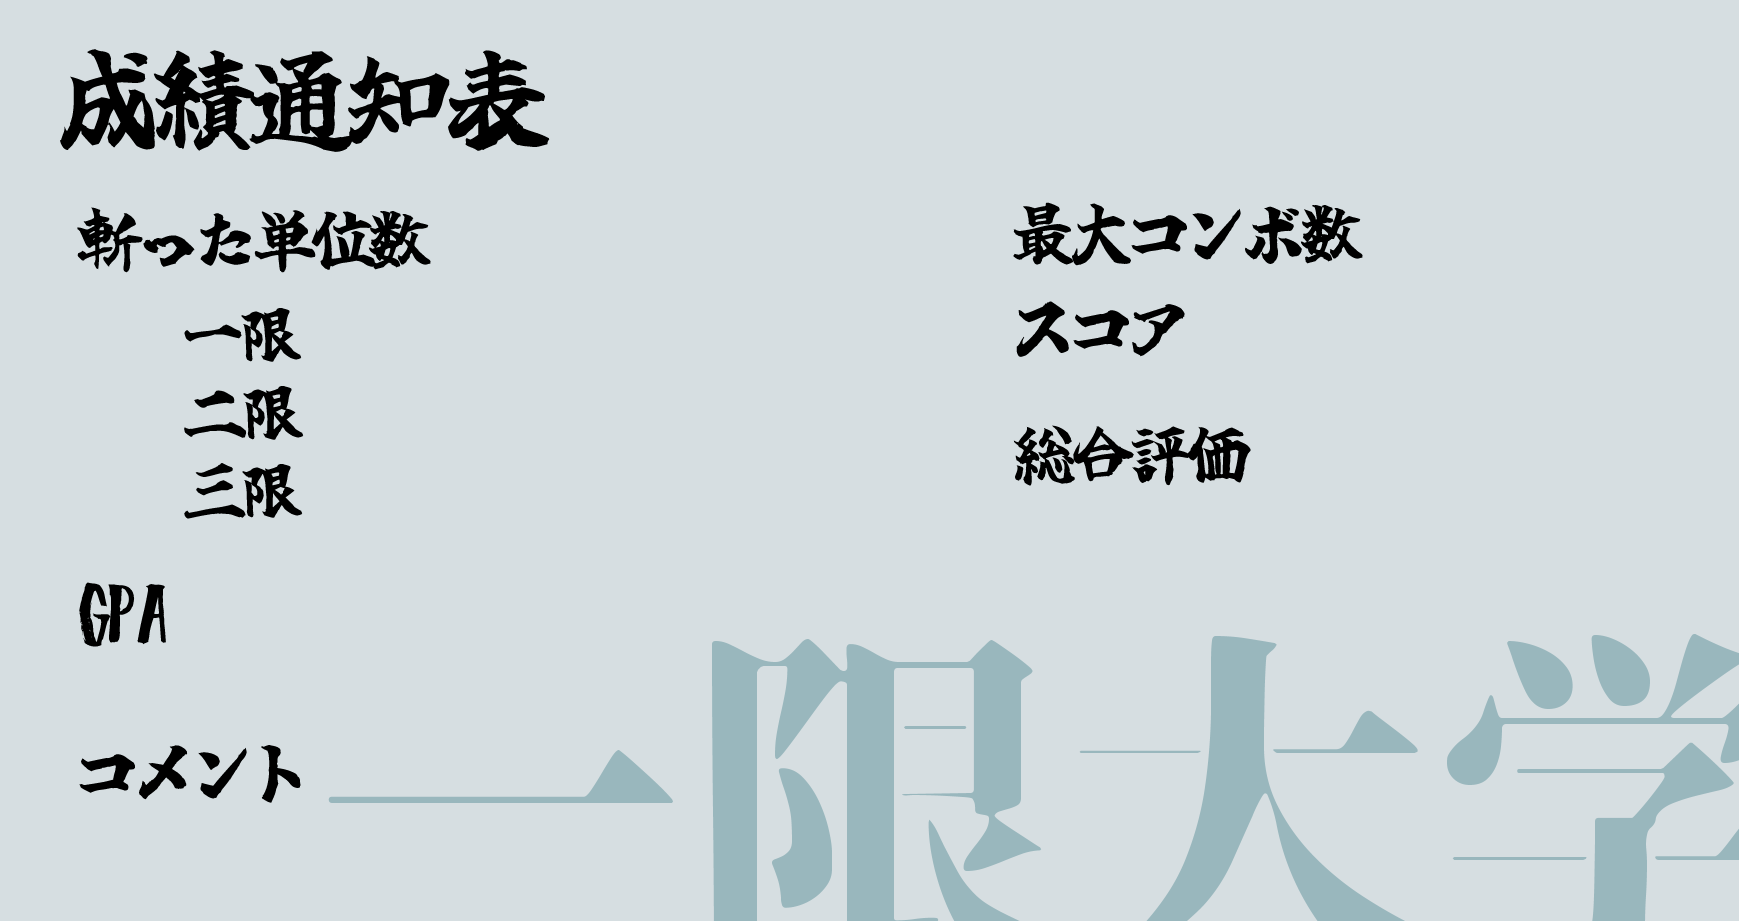 成績通知表
斬った単位数
一限
二限
三限
GPA
コメント
最大コンボ数
スコア
総合評価
一限大学